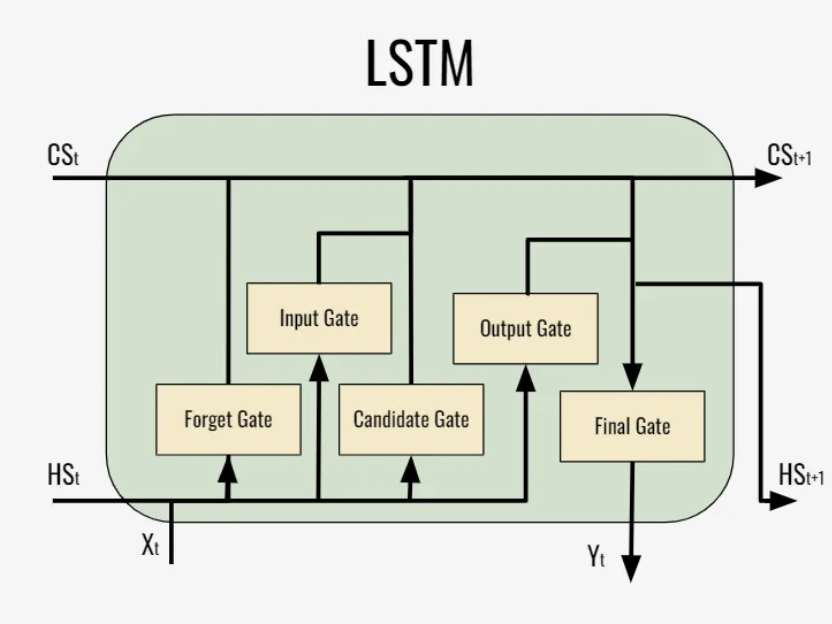 LSTM
CSt
CSt+1
Input Gate
Output Gate
Forget Gate
Candidate Gate
Final Gate
HSt
HSt+1
Xt
Yt